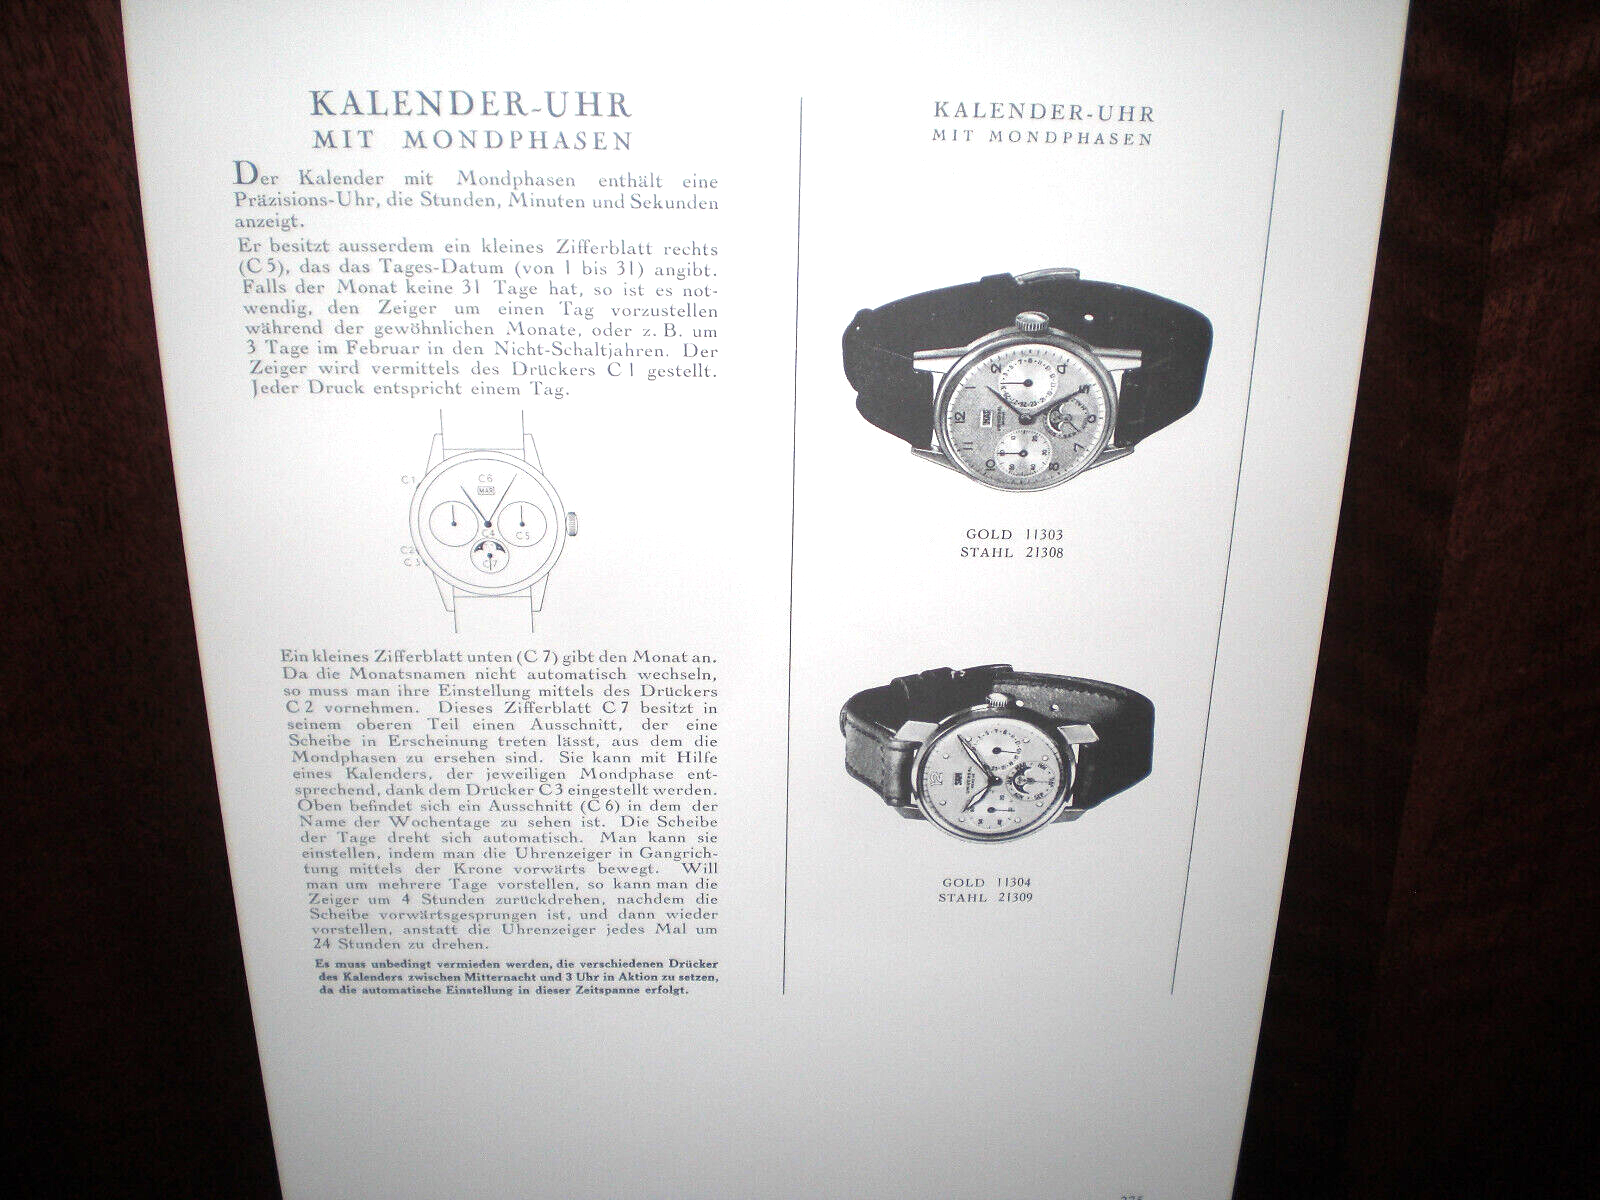 KALENDER-UHR
MIT MONDPHASEN
Der Kalender mit Mondphasen enthält eine
Präzisions-Uhr, die Stunden, Minuten und Sekunden
anzeigt.
Er besitzt ausserdem ein kleines Zifferblatt rechts
(C 5), das das Tages-Datum (von 1 bis 31) angibt.
Falls der Monat keine 31 Tage hat, so ist es not-
wendig, den Zeiger um einen Tag vorzustellen
während der gewöhnlichen Monate, oder z. B. um
3 Tage im Februar in den Nicht-Schaltjahren. Der
Zeiger wird vermittels des Drückers C 1 gestellt.
Jeder Druck entspricht einem Tag.
C 1
C 6
MAR
C 4
C 5
C 2
C 3
C 7
Ein kleines Zifferblatt unten (C 7) gibt den Monat an.
Da die Monatsnamen nicht automatisch wechseln,
so muss man ihre Einstellung mittels des Drückers
C 2 vornehmen. Dieses Zifferblatt C 7 besitzt in
seinem oberen Teil einen Ausschnitt, der eine
Scheibe in Erscheinung treten lässt, aus dem die
Mondphasen zu ersehen sind. Sie kann mit Hilfe
eines Kalenders, der jeweiligen Mondphase ent-
sprechend, dank dem Drücker C 3 eingestellt werden.
Oben befindet sich ein Ausschnitt (C 6) in dem der
Name der Wochentage zu sehen ist. Die Scheibe
der Tage dreht sich automatisch. Man kann sie
einstellen, indem man die Uhrenzeiger in Gangrich-
tung mittels der Krone vorwärts bewegt. Will
man um mehrere Tage vorstellen, so kann man die
Zeiger um 4 Stunden zurückdrehen, nachdem die
Scheibe vorwärtsgesprungen ist, und dann wieder
vorstellen, anstatt die Uhrenzeiger jedes Mal um
24 Stunden zu drehen.
Es muss unbedingt vermieden werden, die verschiedenen Drücker
des Kalenders zwischen Mitternacht und 3 Uhr in Aktion zu setzen,
da die automatische Einstellung in dieser Zeitspanne erfolgt.
KALENDER-UHR
MIT MONDPHASEN
12 1 2 4 5 6 7 8 10 11
GOLD 11303
STAHL 21308
12
GOLD 11304
STAHL 21309